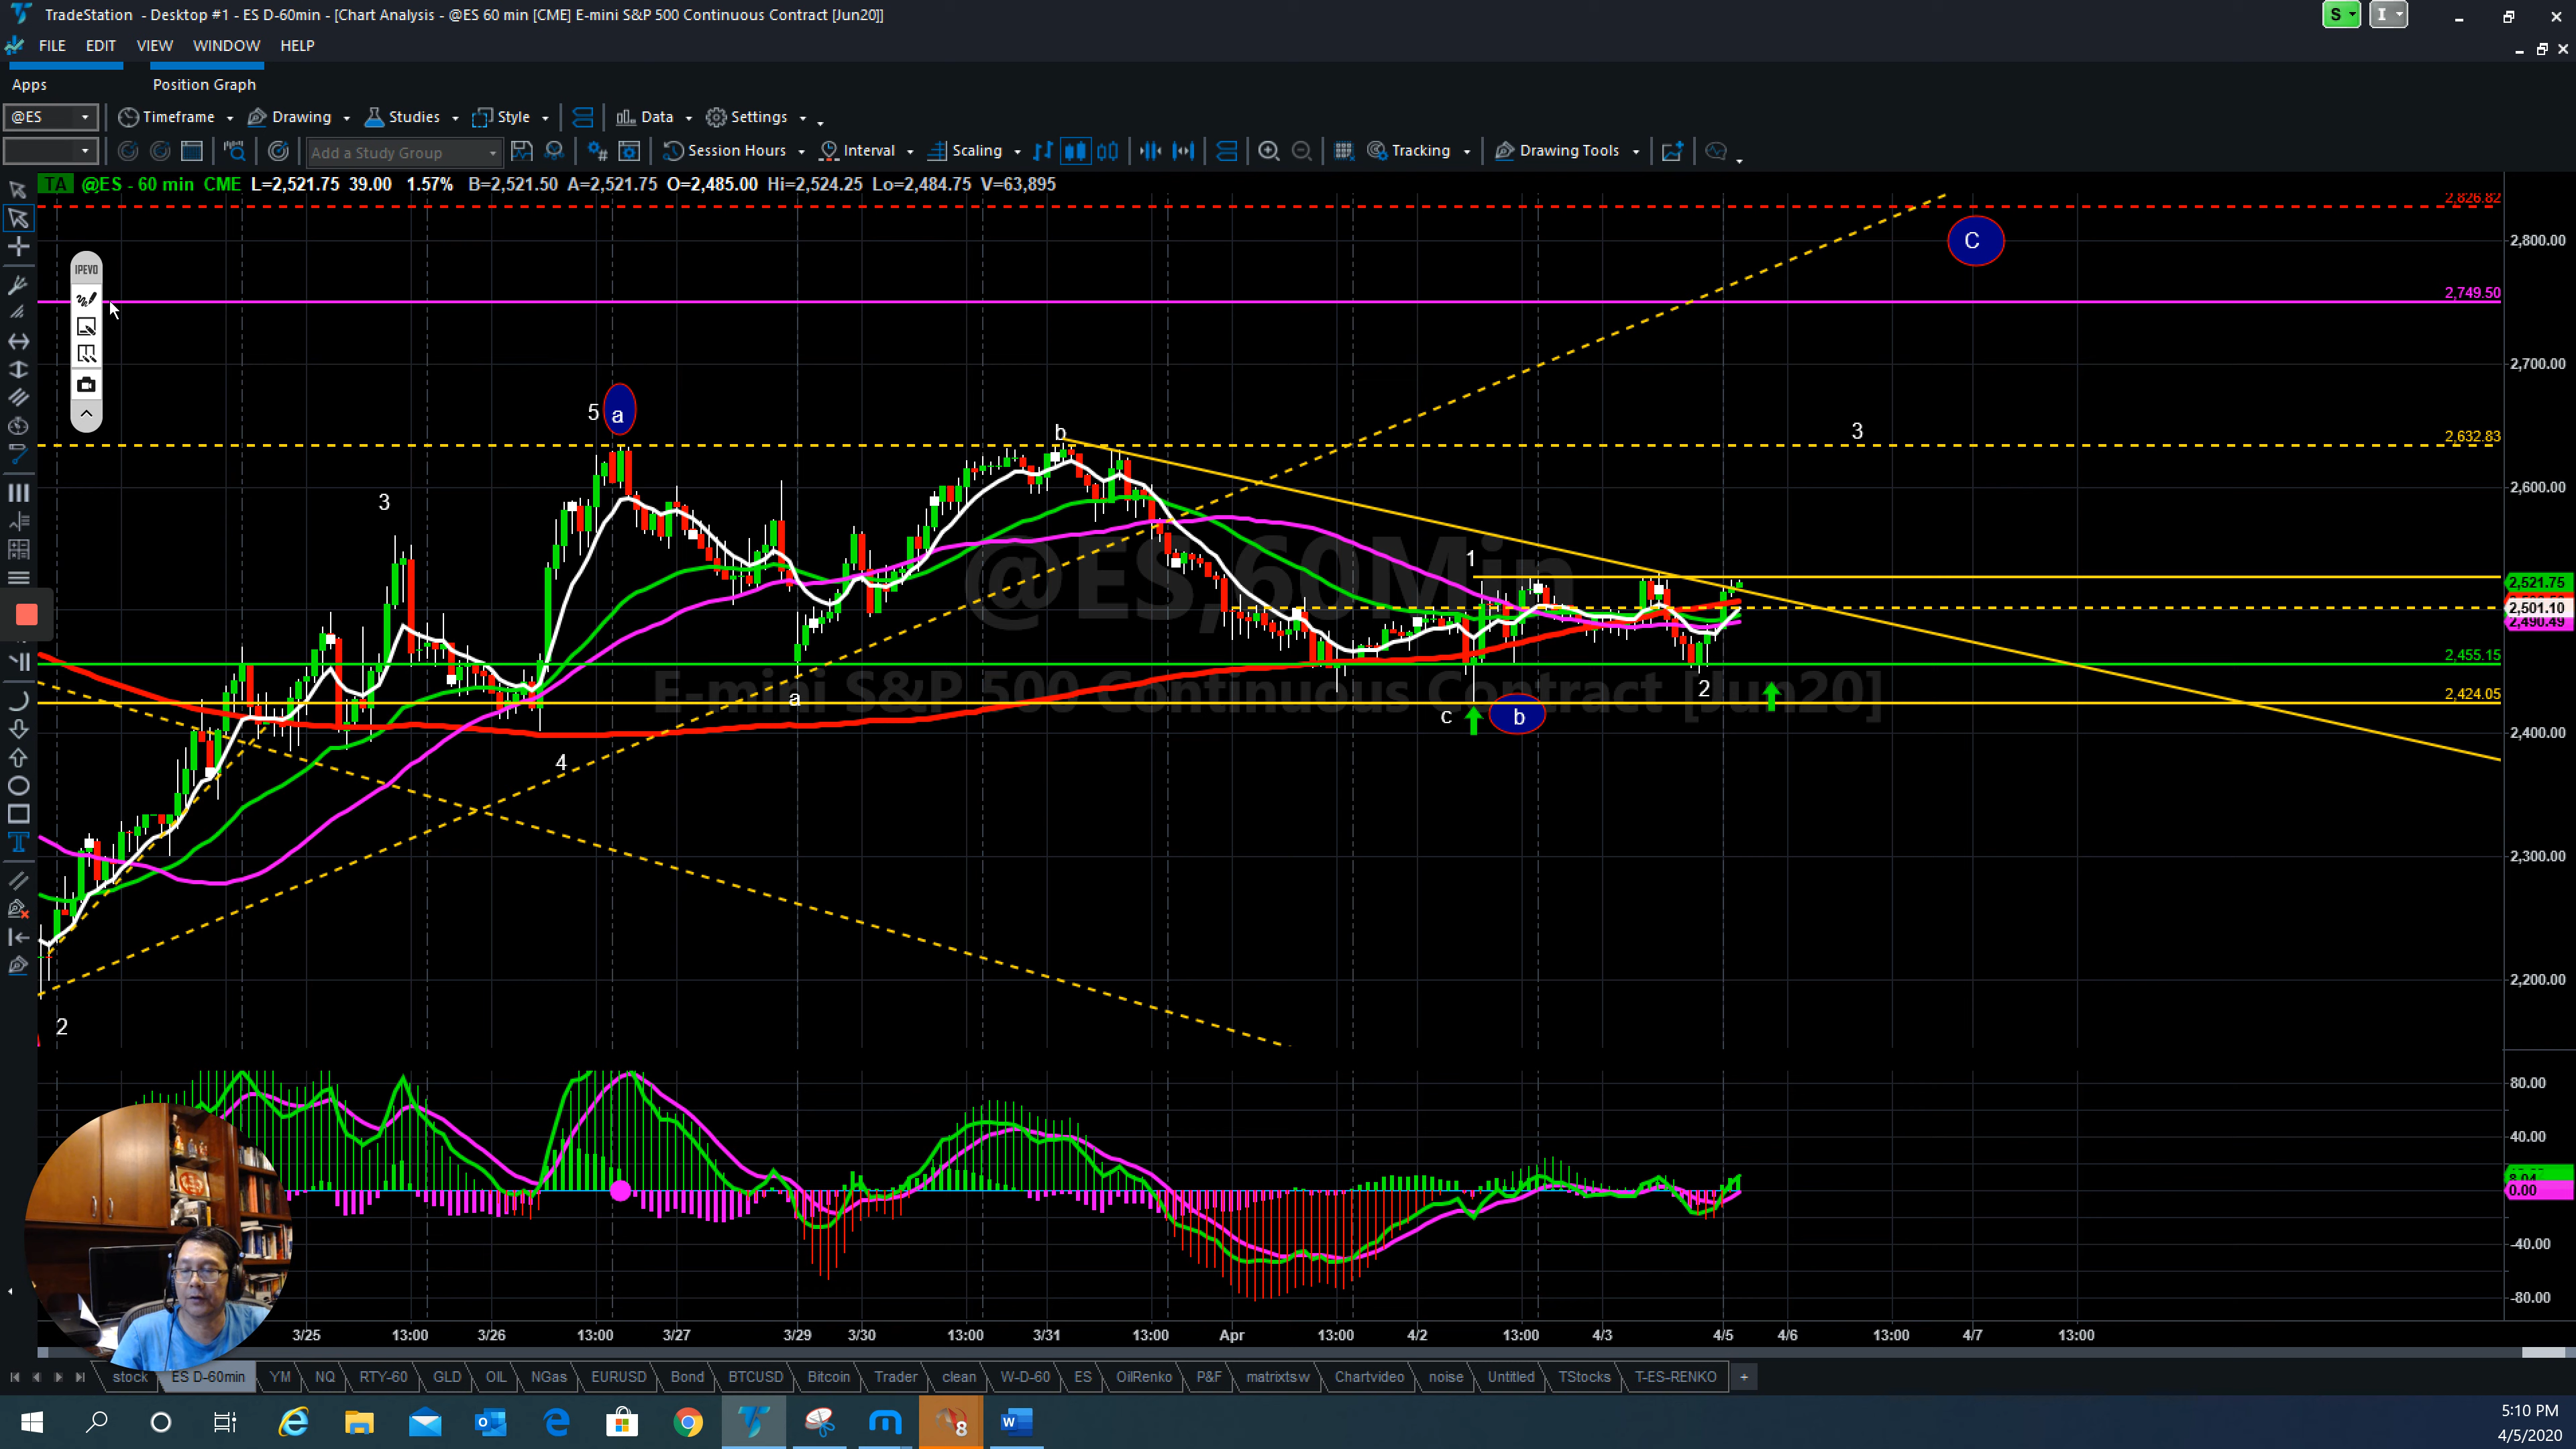 TradeStation - Desktop #1 - ES D-60min - [Chart Analysis - @ES 60 min [CME] E-mini S&P 500 Continuous Contract [Jun20]]
S I
FILE EDIT VIEW WINDOW HELP
Apps Position Graph
@ES Timeframe Drawing Studies Style Data Settings
Add a Study Group Session Hours Interval Scaling Tracking Drawing Tools
TA @ES - 60 min CME L=2,521.75 39.00 1.57% B=2,521.50 A=2,521.75 O=2,485.00 Hi=2,524.25 Lo=2,484.75 V=63,895
2,826.82
C
2,800.00
IPEVO
2,749.50
2,700.00
5 a
b
3
2,632.83
3
2,600.00
1
@ES,60Min
2,521.75
2,501.10
2,490.49
2,455.15
E-mini S&P 500 Continuous Contract [Jun20]
a
2
2,424.05
c
b
2,400.00
4
2,300.00
2,200.00
2
80.00
40.00
0.00
-40.00
-80.00
3/25 13:00 3/26 13:00 3/27 3/29 3/30 13:00 3/31 13:00 Apr 13:00 4/2 13:00 4/3 4/5 4/6 13:00 4/7 13:00
stock ES D-60min YM NQ RTY-60 GLD OIL NGas EURUSD Bond BTCUSD Bitcoin Trader clean W-D-60 ES OilRenko P&F matrixtsw Chartvideo noise Untitled TStocks T-ES-RENKO +
8
5:10 PM
4/5/2020